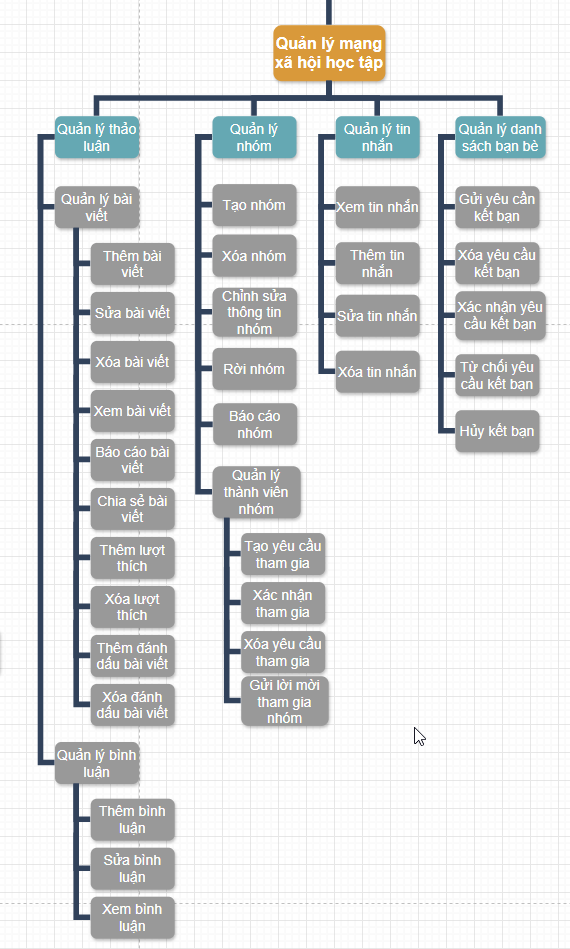 Quản lý mạng
xã hội học tập
Quản lý thảo
luận
Quản lý bài
viết
Thêm bài
viết
Sửa bài viết
Xóa bài viết
Xem bài viết
Báo cáo bài
viết
Chia sẻ bài
viết
Thêm lượt
thích
Xóa lượt
thích
Thêm đánh
dấu bài viết
Xóa đánh
dấu bài viết
Quản lý bình
luận
Thêm bình
luận
Sửa bình
luận
Xem bình
luận
Quản lý
nhóm
Tạo nhóm
Xóa nhóm
Chỉnh sửa
thông tin
nhóm
Rời nhóm
Báo cáo
nhóm
Quản lý
thành viên
nhóm
Tạo yêu cầu
tham gia
Xác nhận
tham gia
Xóa yêu cầu
tham gia
Gửi lời mời
tham gia
nhóm
Quản lý tin
nhắn
Xem tin nhắn
Thêm tin
nhắn
Sửa tin nhắn
Xóa tin nhắn
Quản lý danh
sách bạn bè
Gửi yêu cần
kết bạn
Xóa yêu cầu
kết bạn
Xác nhận yêu
cầu kết bạn
Từ chối yêu
cầu kết bạn
Hủy kết bạn